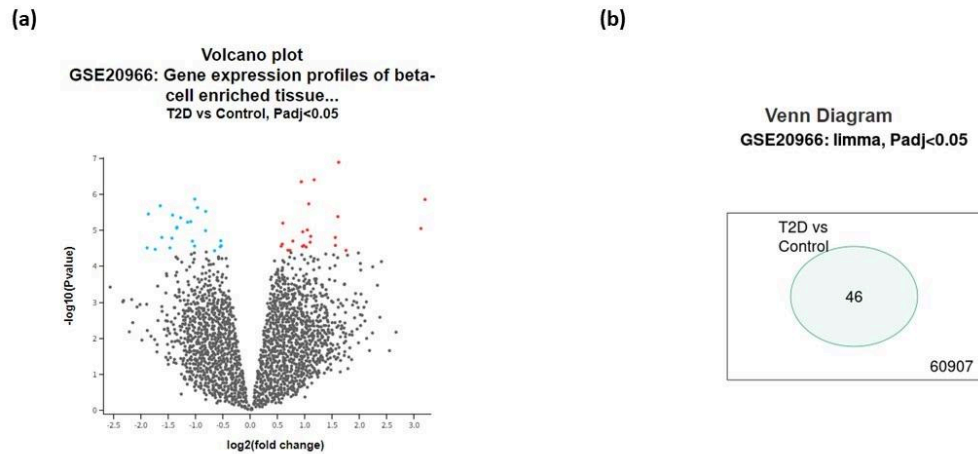 (a)
Volcano plot
GSE20966: Gene expression profiles of beta-
cell enriched tissue...
T2D vs Control, Padj<0.05
7
6
5
4
3
2
1
0
-log10(Pvalue)
-2.5 -2.0 -1.5 -1.0 -0.5 0.0 0.5 1.0 1.5 2.0 2.5 3.0
log2(fold change)
(b)
Venn Diagram
GSE20966: limma, Padj<0.05
T2D vs
Control
46
60907